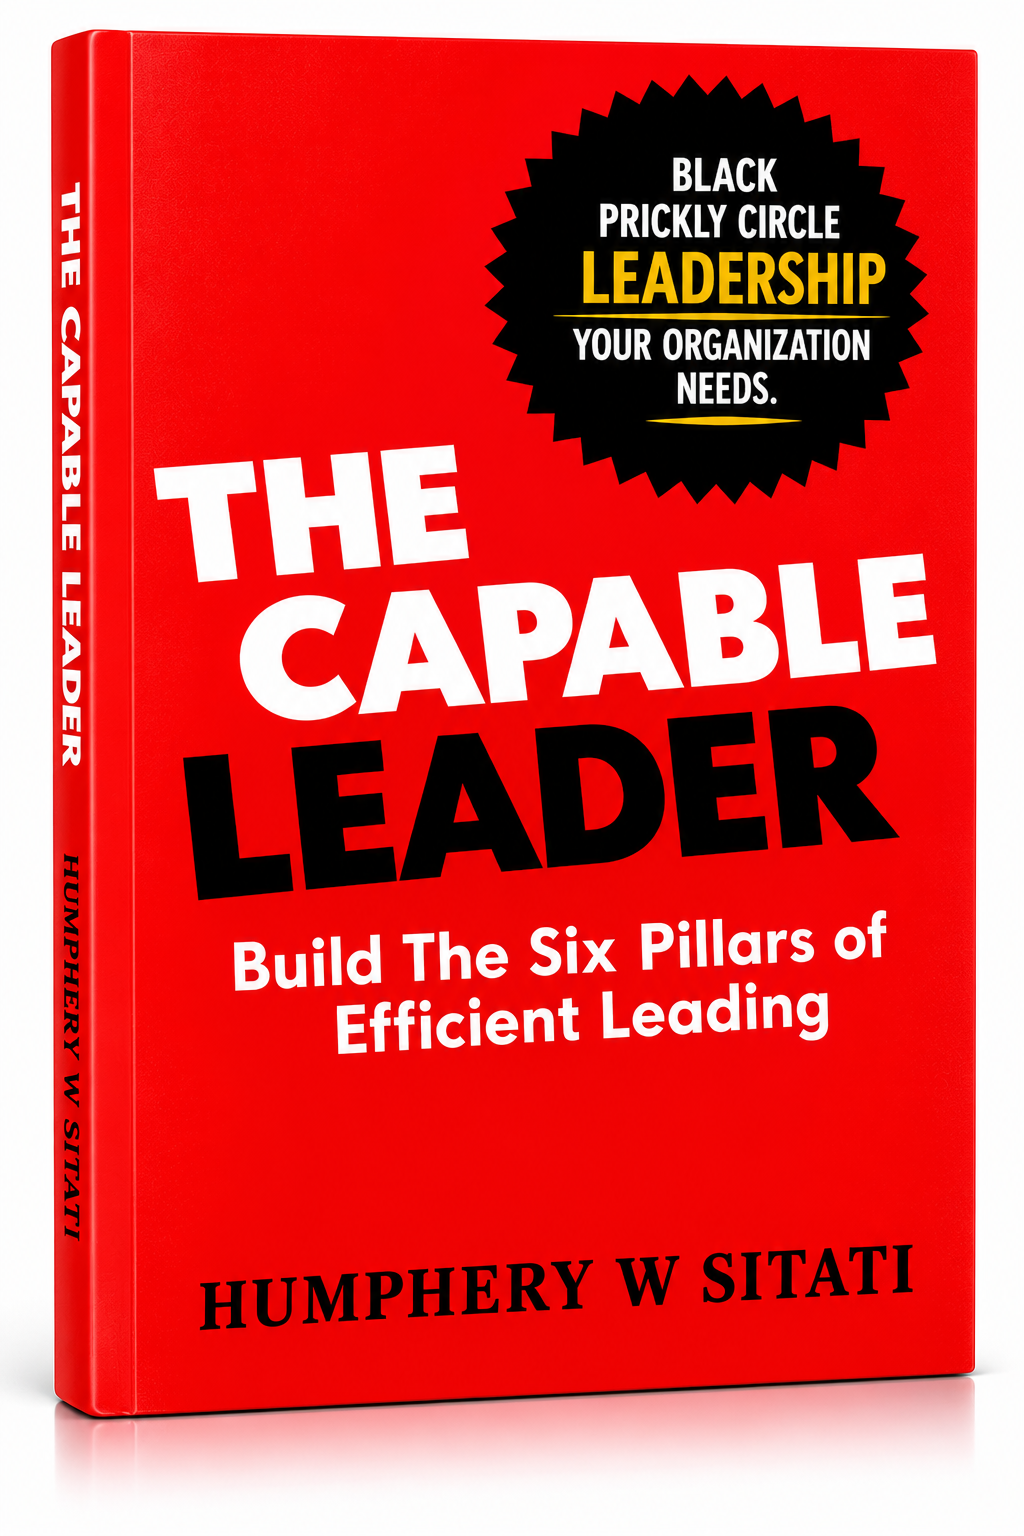 THE CAPABLE LEADER
HUMPHERY W SITATI
BLACK
PRICKLY CIRCLE
LEADERSHIP
YOUR ORGANIZATION
NEEDS.
THE
CAPABLE
LEADER
Build The Six Pillars of
Efficient Leading
HUMPHERY W SITATI